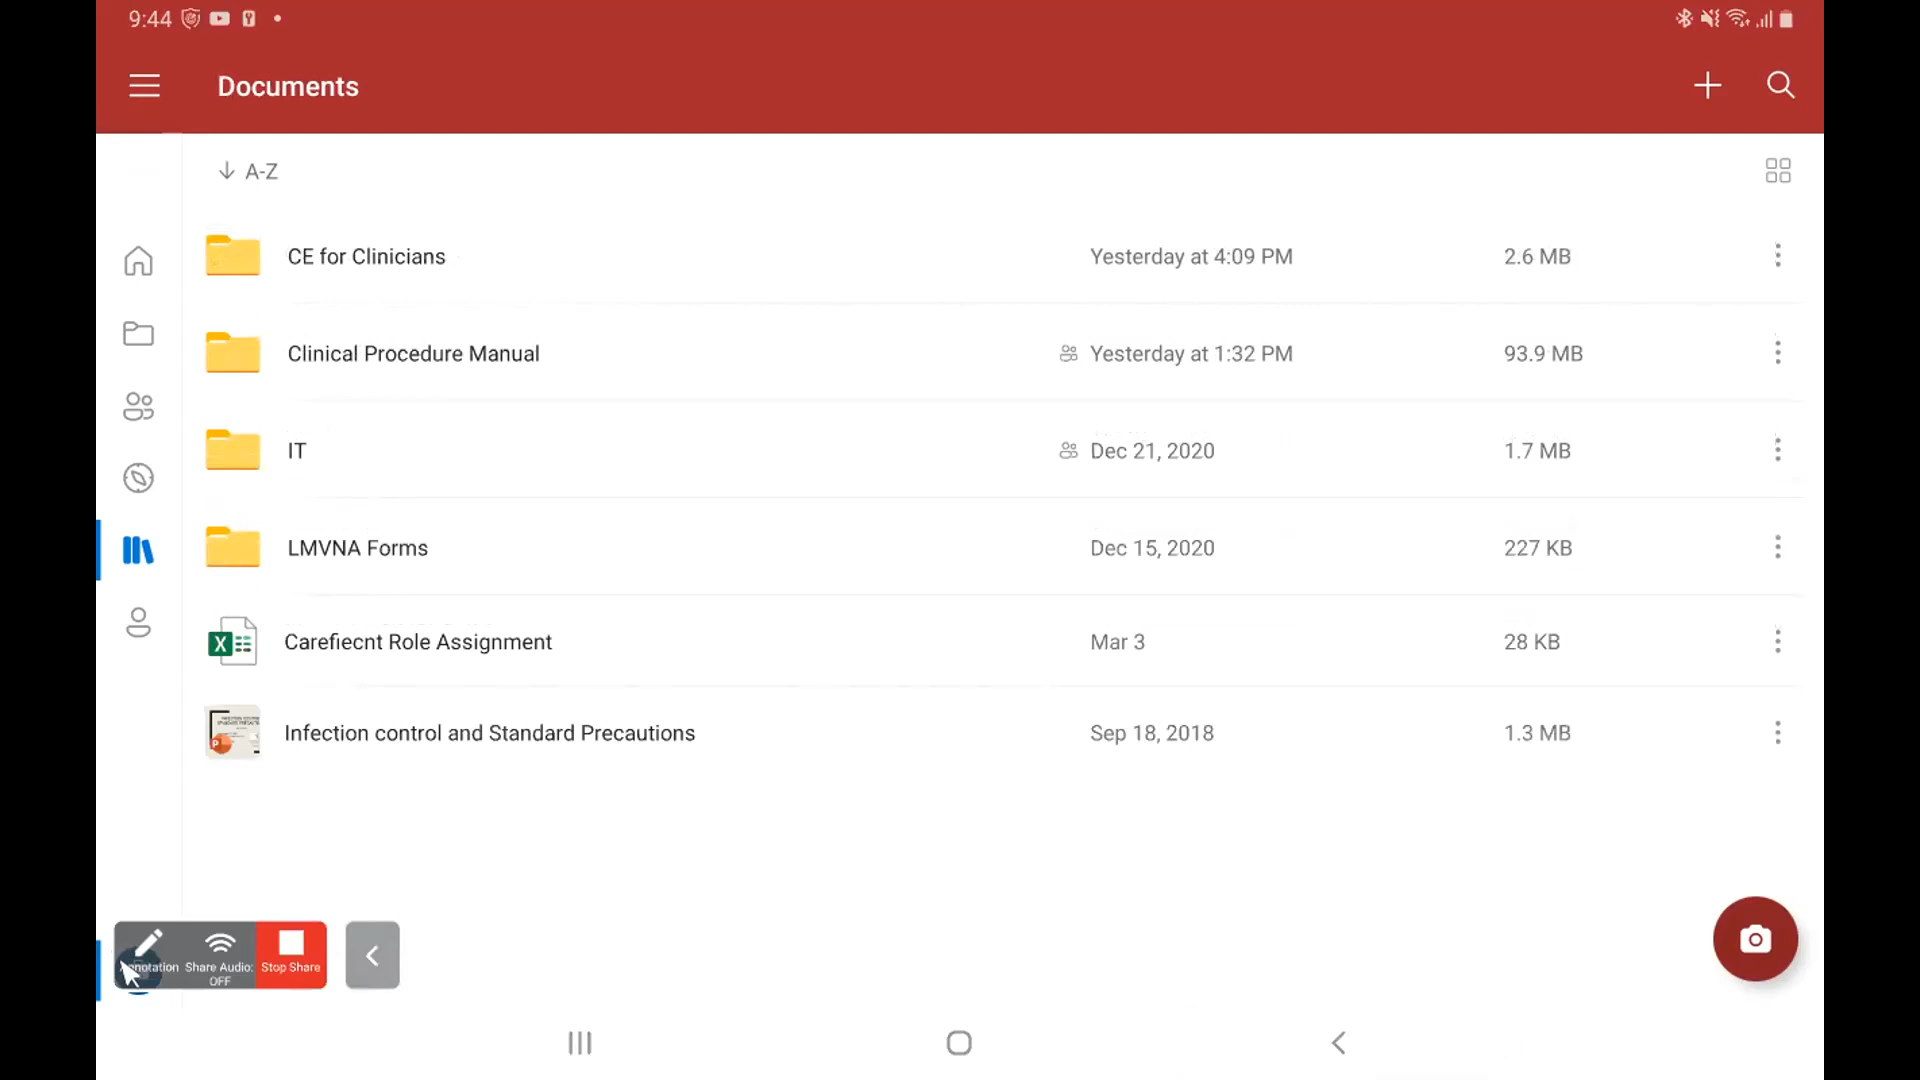 9:44
Documents
A-Z
CE for Clinicians Yesterday at 4:09 PM 2.6 MB
Clinical Procedure Manual Yesterday at 1:32 PM 93.9 MB
IT Dec 21, 2020 1.7 MB
LMVNA Forms Dec 15, 2020 227 KB
Carefiecnt Role Assignment Mar 3 28 KB
Infection control and Standard Precautions Sep 18, 2018 1.3 MB
Share Audio: Stop Share
OFF